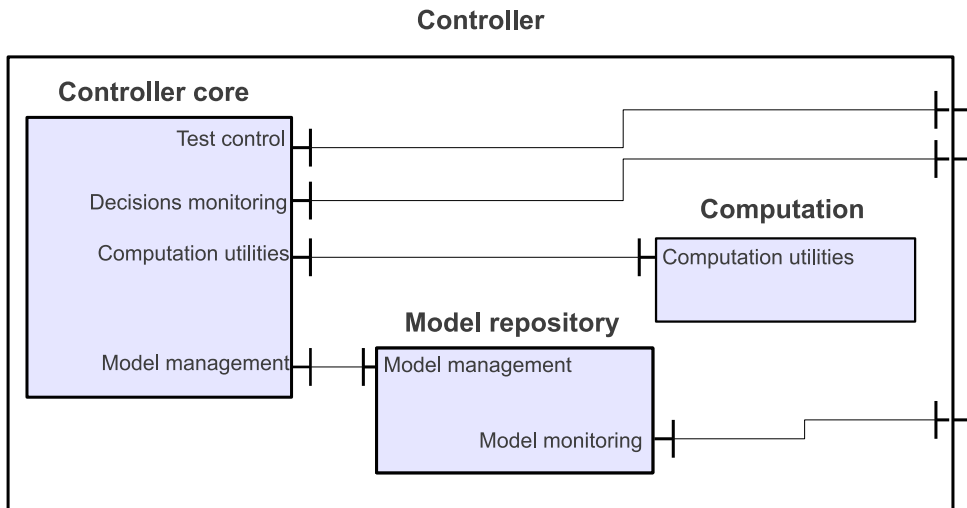 Controller
Controller core
Test control
Decisions monitoring
Computation
Computation utilities
Computation utilities
Model repository
Model management
Model management
Model monitoring